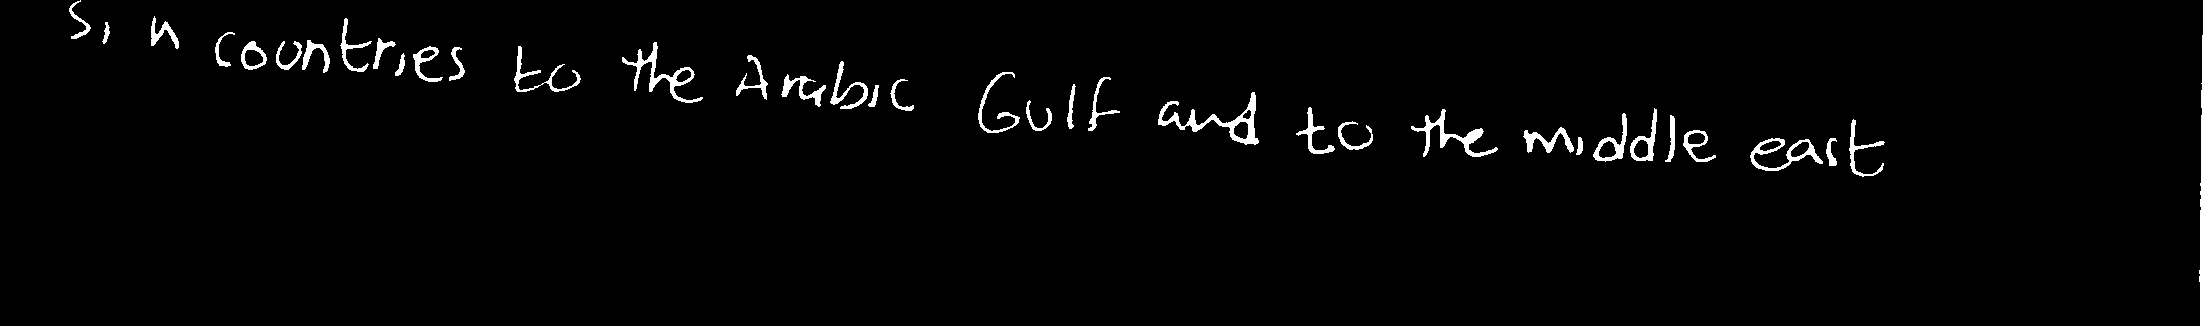 countries to the Arabic Gulf and to the middle east